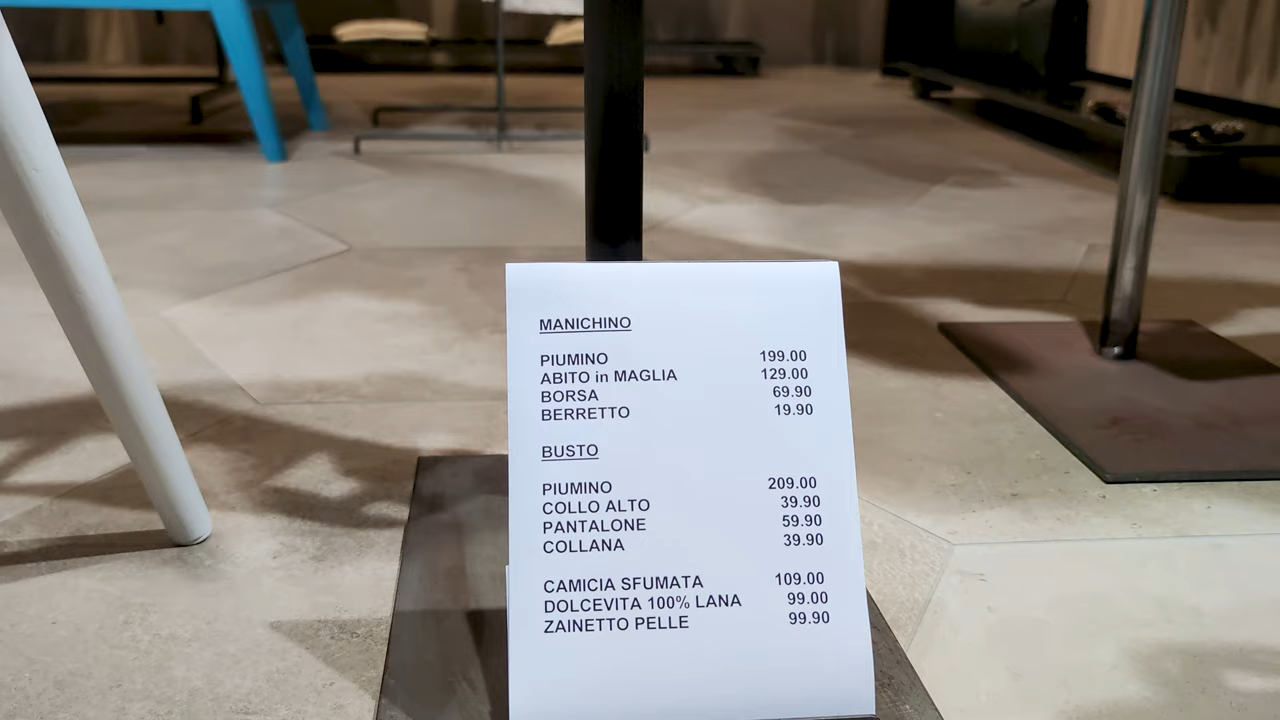 MANICHINO
PIUMINO 199.00
ABITO in MAGLIA 129.00
BORSA 69.90
BERRETTO 19.90
BUSTO
PIUMINO 209.00
COLLO ALTO 39.90
PANTALONE 59.90
COLLANA 39.90
CAMICIA SFUMATA 109.00
DOLCEVITA 100% LANA 99.00
ZAINETTO PELLE 99.90